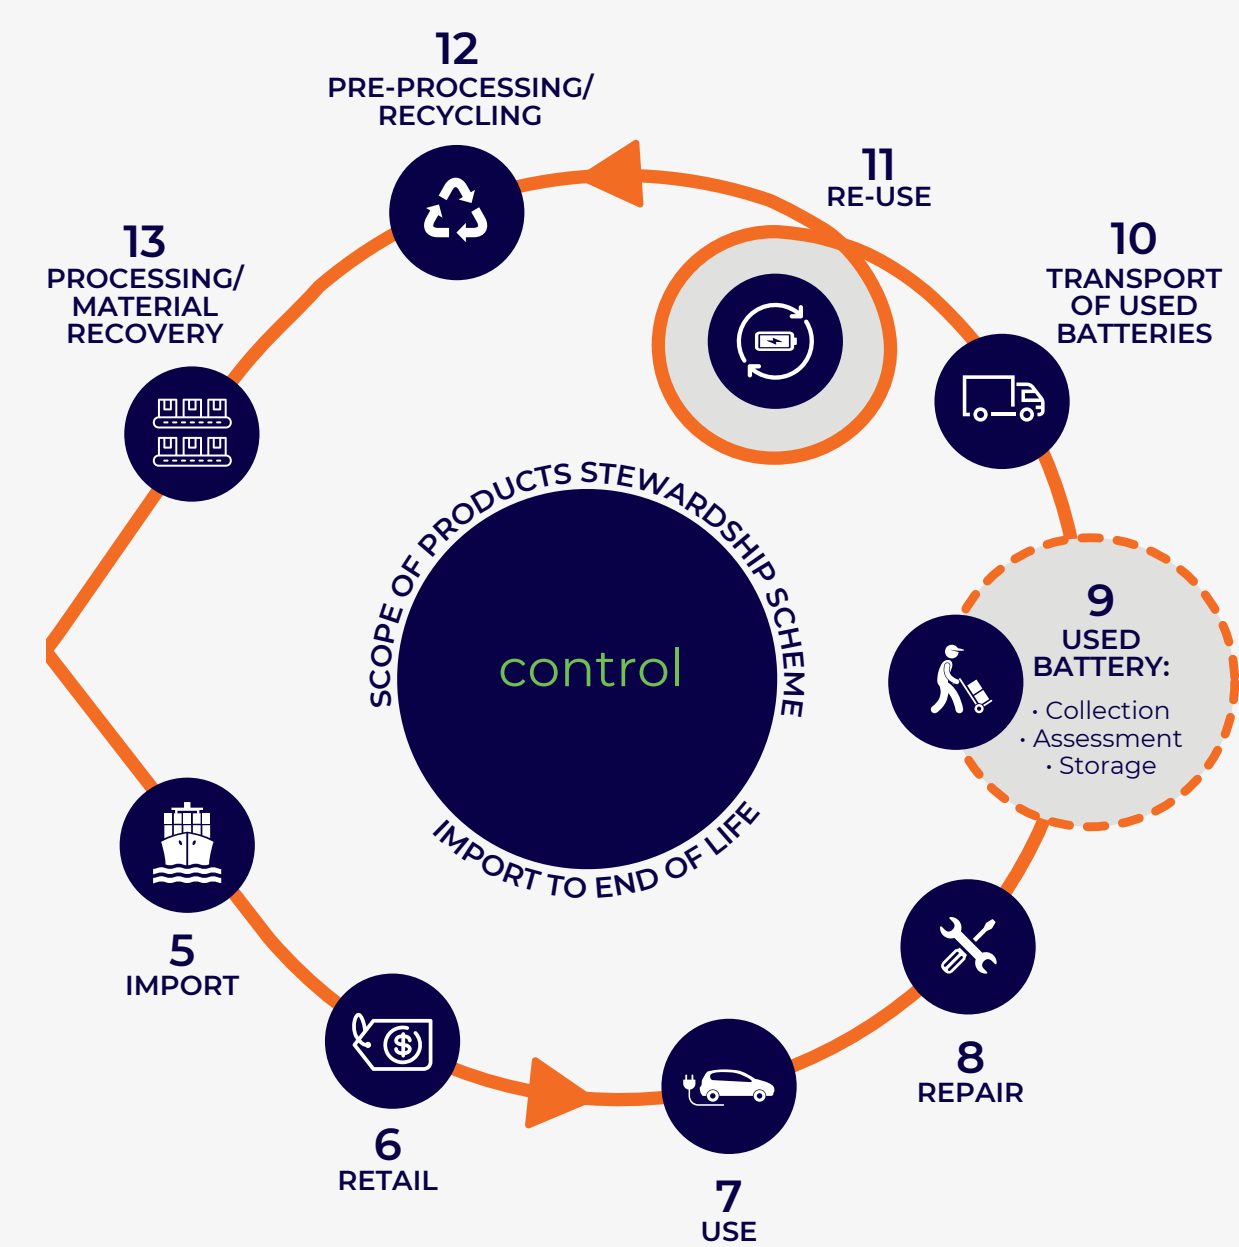 12
PRE-PROCESSING/
RECYCLING
11
RE-USE
10
TRANSPORT
OF USED
BATTERIES
13
PROCESSING/
MATERIAL
RECOVERY
SCOPE OF PRODUCTS STEWARDSHIP SCHEME
control
IMPORT TO END OF LIFE
9
USED
BATTERY:
· Collection
· Assessment
· Storage
5
IMPORT
$
6
RETAIL
7
USE
8
REPAIR